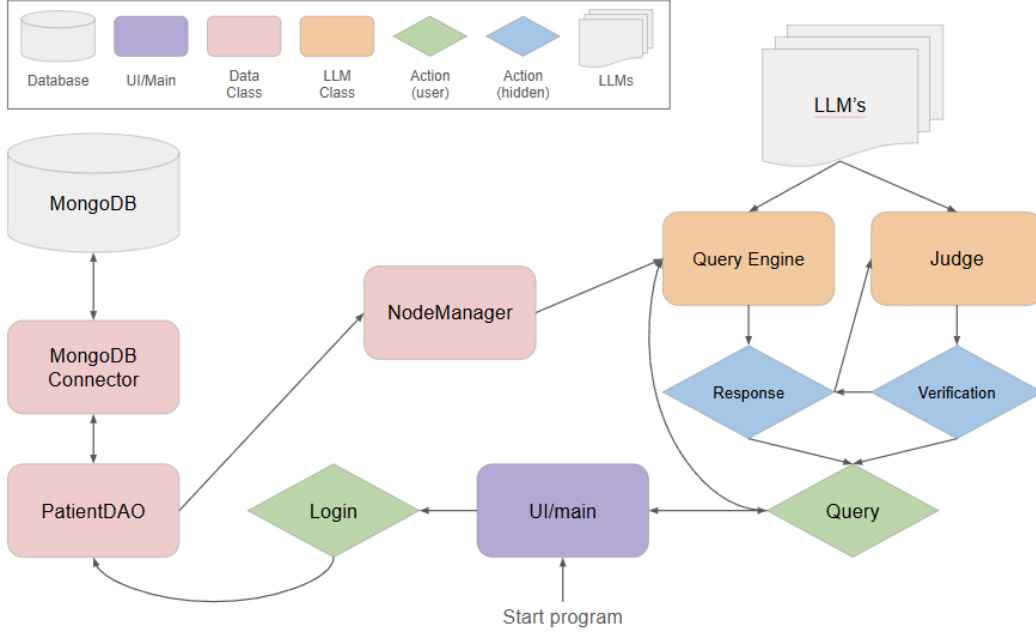 Database
UI/Main
Data
Class
LLM
Class
Action
(user)
Action
(hidden)
LLMs
LLM's
MongoDB
Query Engine
Judge
NodeManager
MongoDB
Connector
Response
Verification
PatientDAO
Login
UI/main
Query
Start program